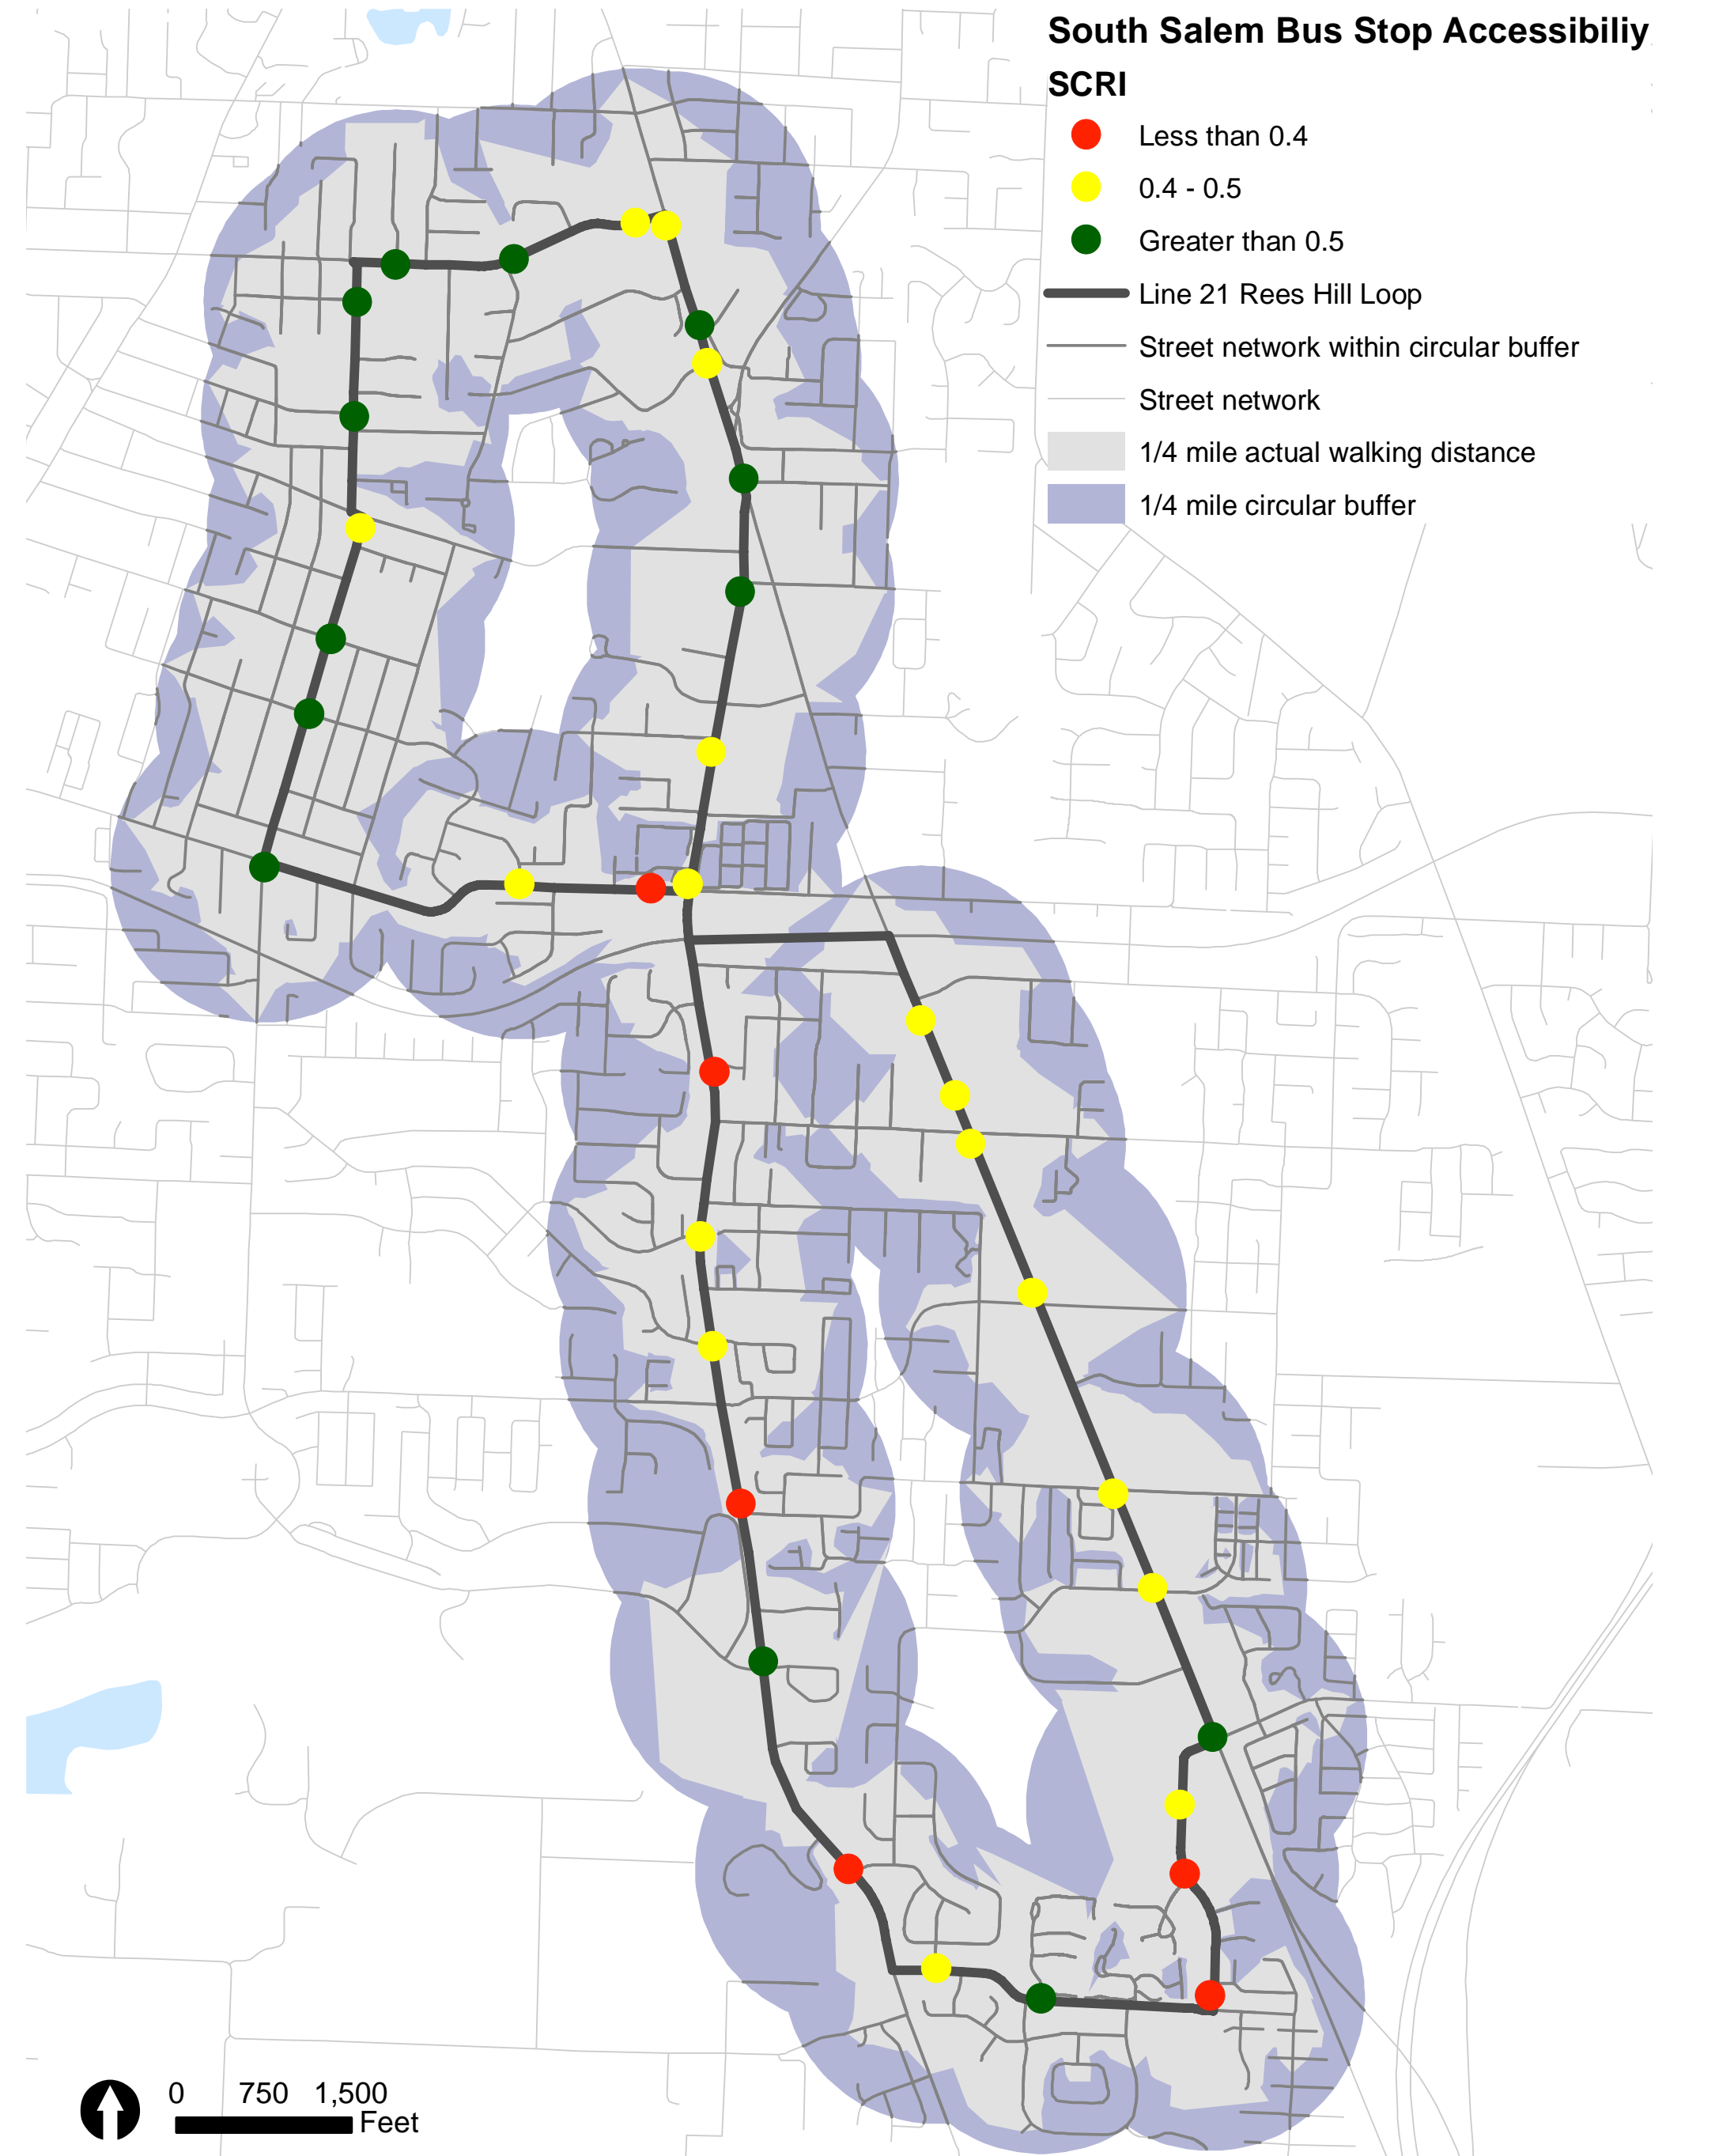 South Salem Bus Stop Accessibiliy
SCRI
Less than 0.4
0.4 - 0.5
Greater than 0.5
Line 21 Rees Hill Loop
Street network within circular buffer
Street network
1/4 mile actual walking distance
1/4 mile circular buffer
0 750 1,500
Feet